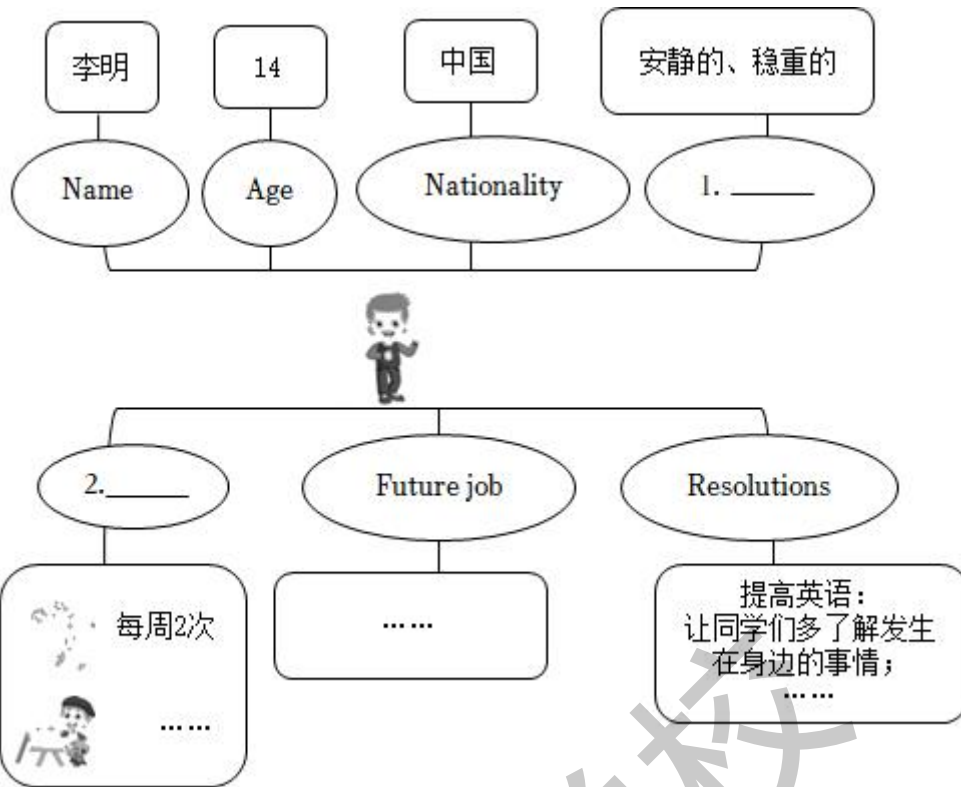 李明
14
中国
安静的、稳重的
Name
Age
Nationality
1. ______
2.______
Future job
Resolutions
每周2次
……
……
提高英语：
让同学们多了解发生
在身边的事情；
……
校